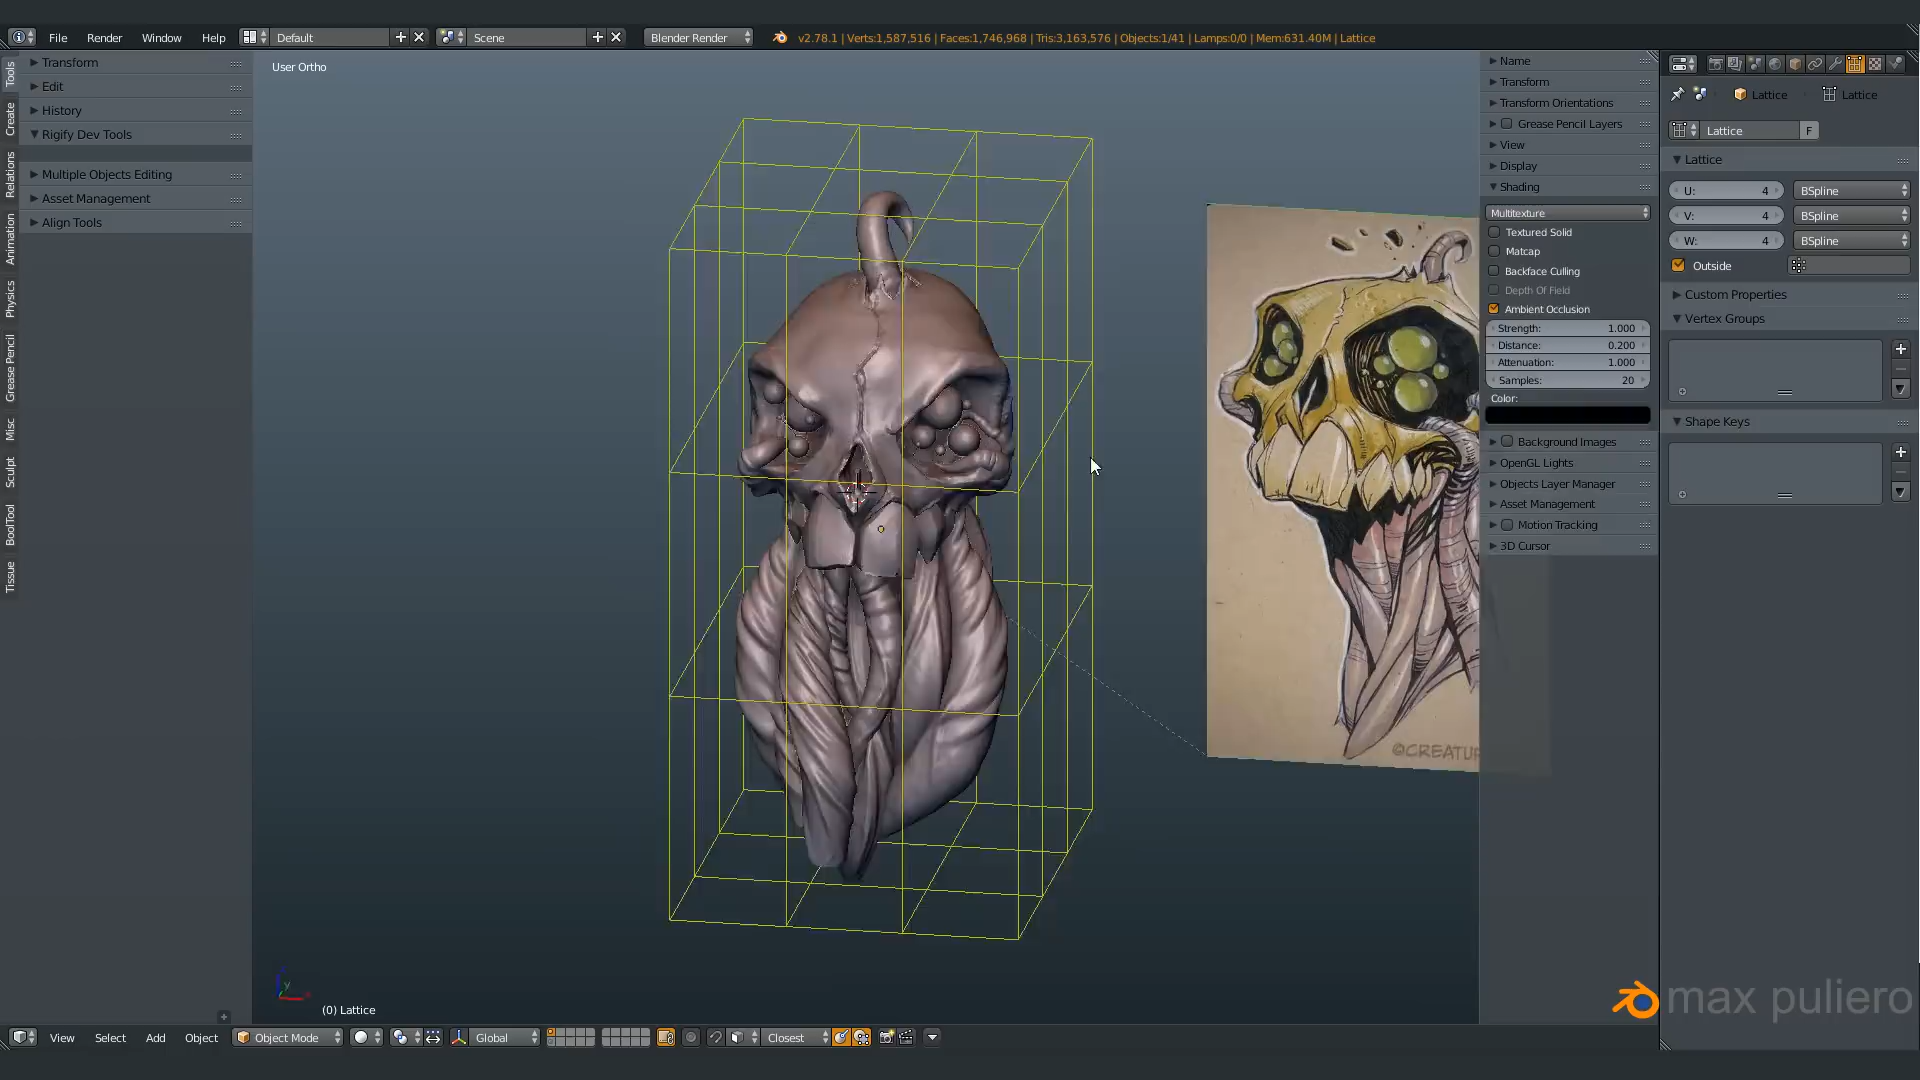 File Render Window Help Default Scene Blender Render v2.78.1 | Verts:1,587,516 | Faces:1,746,968 | Tris:3,163,576 | Objects:1/41 | Lamps:0/0 | Mem:631.40M | Lattice
Tools
Create
Relations
Animation
Physics
Grease Pencil
Misc
Sculpt
BoolTool
Tissue
Transform
Edit
History
Rigify Dev Tools
Multiple Objects Editing
Asset Management
Align Tools
User Ortho
©CREATU
y
(0) Lattice
Name
Transform
Transform Orientations
Grease Pencil Layers
View
Display
Shading
Multitexture
Textured Solid
Matcap
Backface Culling
Depth Of Field
Ambient Occlusion
Strength: 1.000
Distance: 0.200
Attenuation: 1.000
Samples: 20
Color:
Background Images
OpenGL Lights
Objects Layer Manager
Asset Management
Motion Tracking
3D Cursor
Lattice Lattice
Lattice F
Lattice
U: 4 BSpline
V: 4 BSpline
W: 4 BSpline
Outside
Custom Properties
Vertex Groups
Shape Keys
max puliero
View Select Add Object Object Mode Global Closest